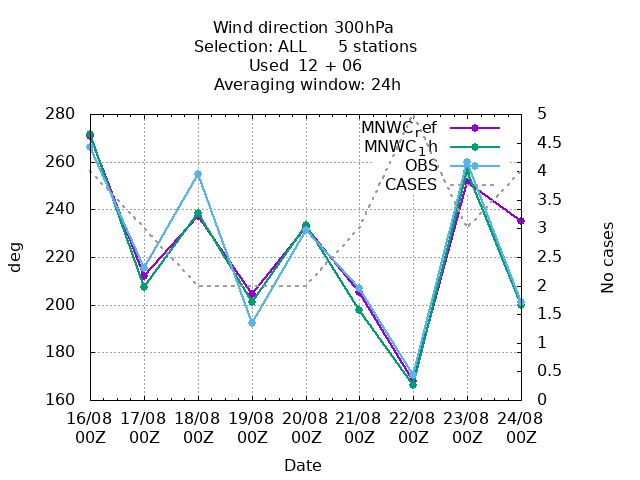 Wind direction 300hPa
Selection: ALL      5 stations
Used  12 + 06
Averaging window: 24h
280
260
240
220
200
180
160
5
4.5
4
3.5
3
2.5
2
1.5
1
0.5
0
deg
No cases
MNWC_ref
MNWC_1h
OBS
CASES
16/08 17/08 18/08 19/08 20/08 21/08 22/08 23/08 24/08
00Z 00Z 00Z 00Z 00Z 00Z 00Z 00Z 00Z
Date